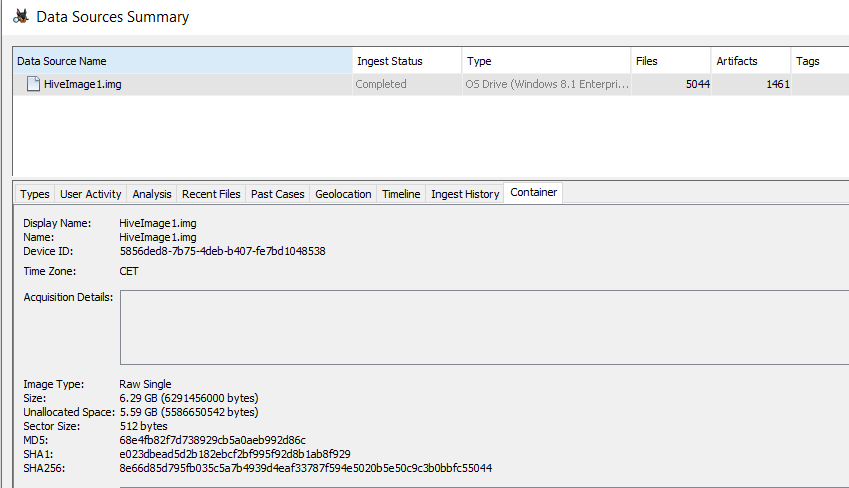 Data Sources Summary
Data Source Name Ingest Status Type Files Artifacts Tags
HiveImage1.img Completed OS Drive (Windows 8.1 Enterpri... 5044 1461
Types User Activity Analysis Recent Files Past Cases Geolocation Timeline Ingest History Container
Display Name: HiveImage1.img
Name: HiveImage1.img
Device ID: 5856ded8-7b75-4deb-b407-fe7bd1048538
Time Zone: CET
Acquisition Details:
Image Type: Raw Single
Size: 6.29 GB (6291456000 bytes)
Unallocated Space: 5.59 GB (5586650542 bytes)
Sector Size: 512 bytes
MD5: 68e4fb82f7d738929cb5a0aeb992d86c
SHA1: e023dbead5d2b182ebcf2bf995f92d8b1ab8f929
SHA256: 8e66d85d795fb035c5a7b4939d4eaf33787f594e5020b5e50c9c3b0bbfc55044